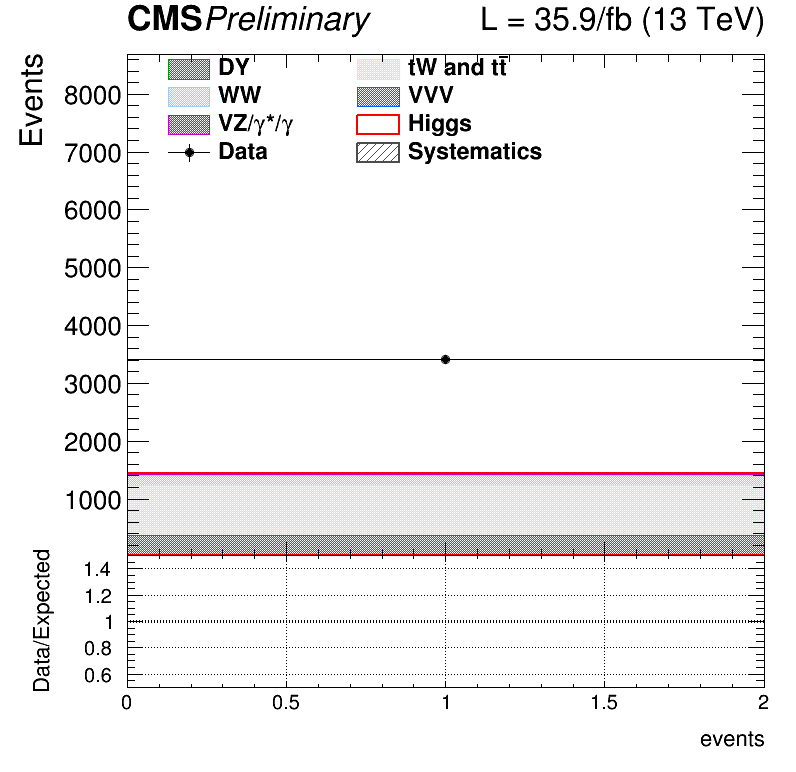 CMS Preliminary L = 35.9/fb (13 TeV)
Events
8000
7000
6000
5000
4000
3000
2000
1000
DY tW and tt̅
WW VVV
VZ/γ*/γ Higgs
Data Systematics
Data/Expected
1.4
1.2
1
0.8
0.6
0 0.5 1 1.5 2
events